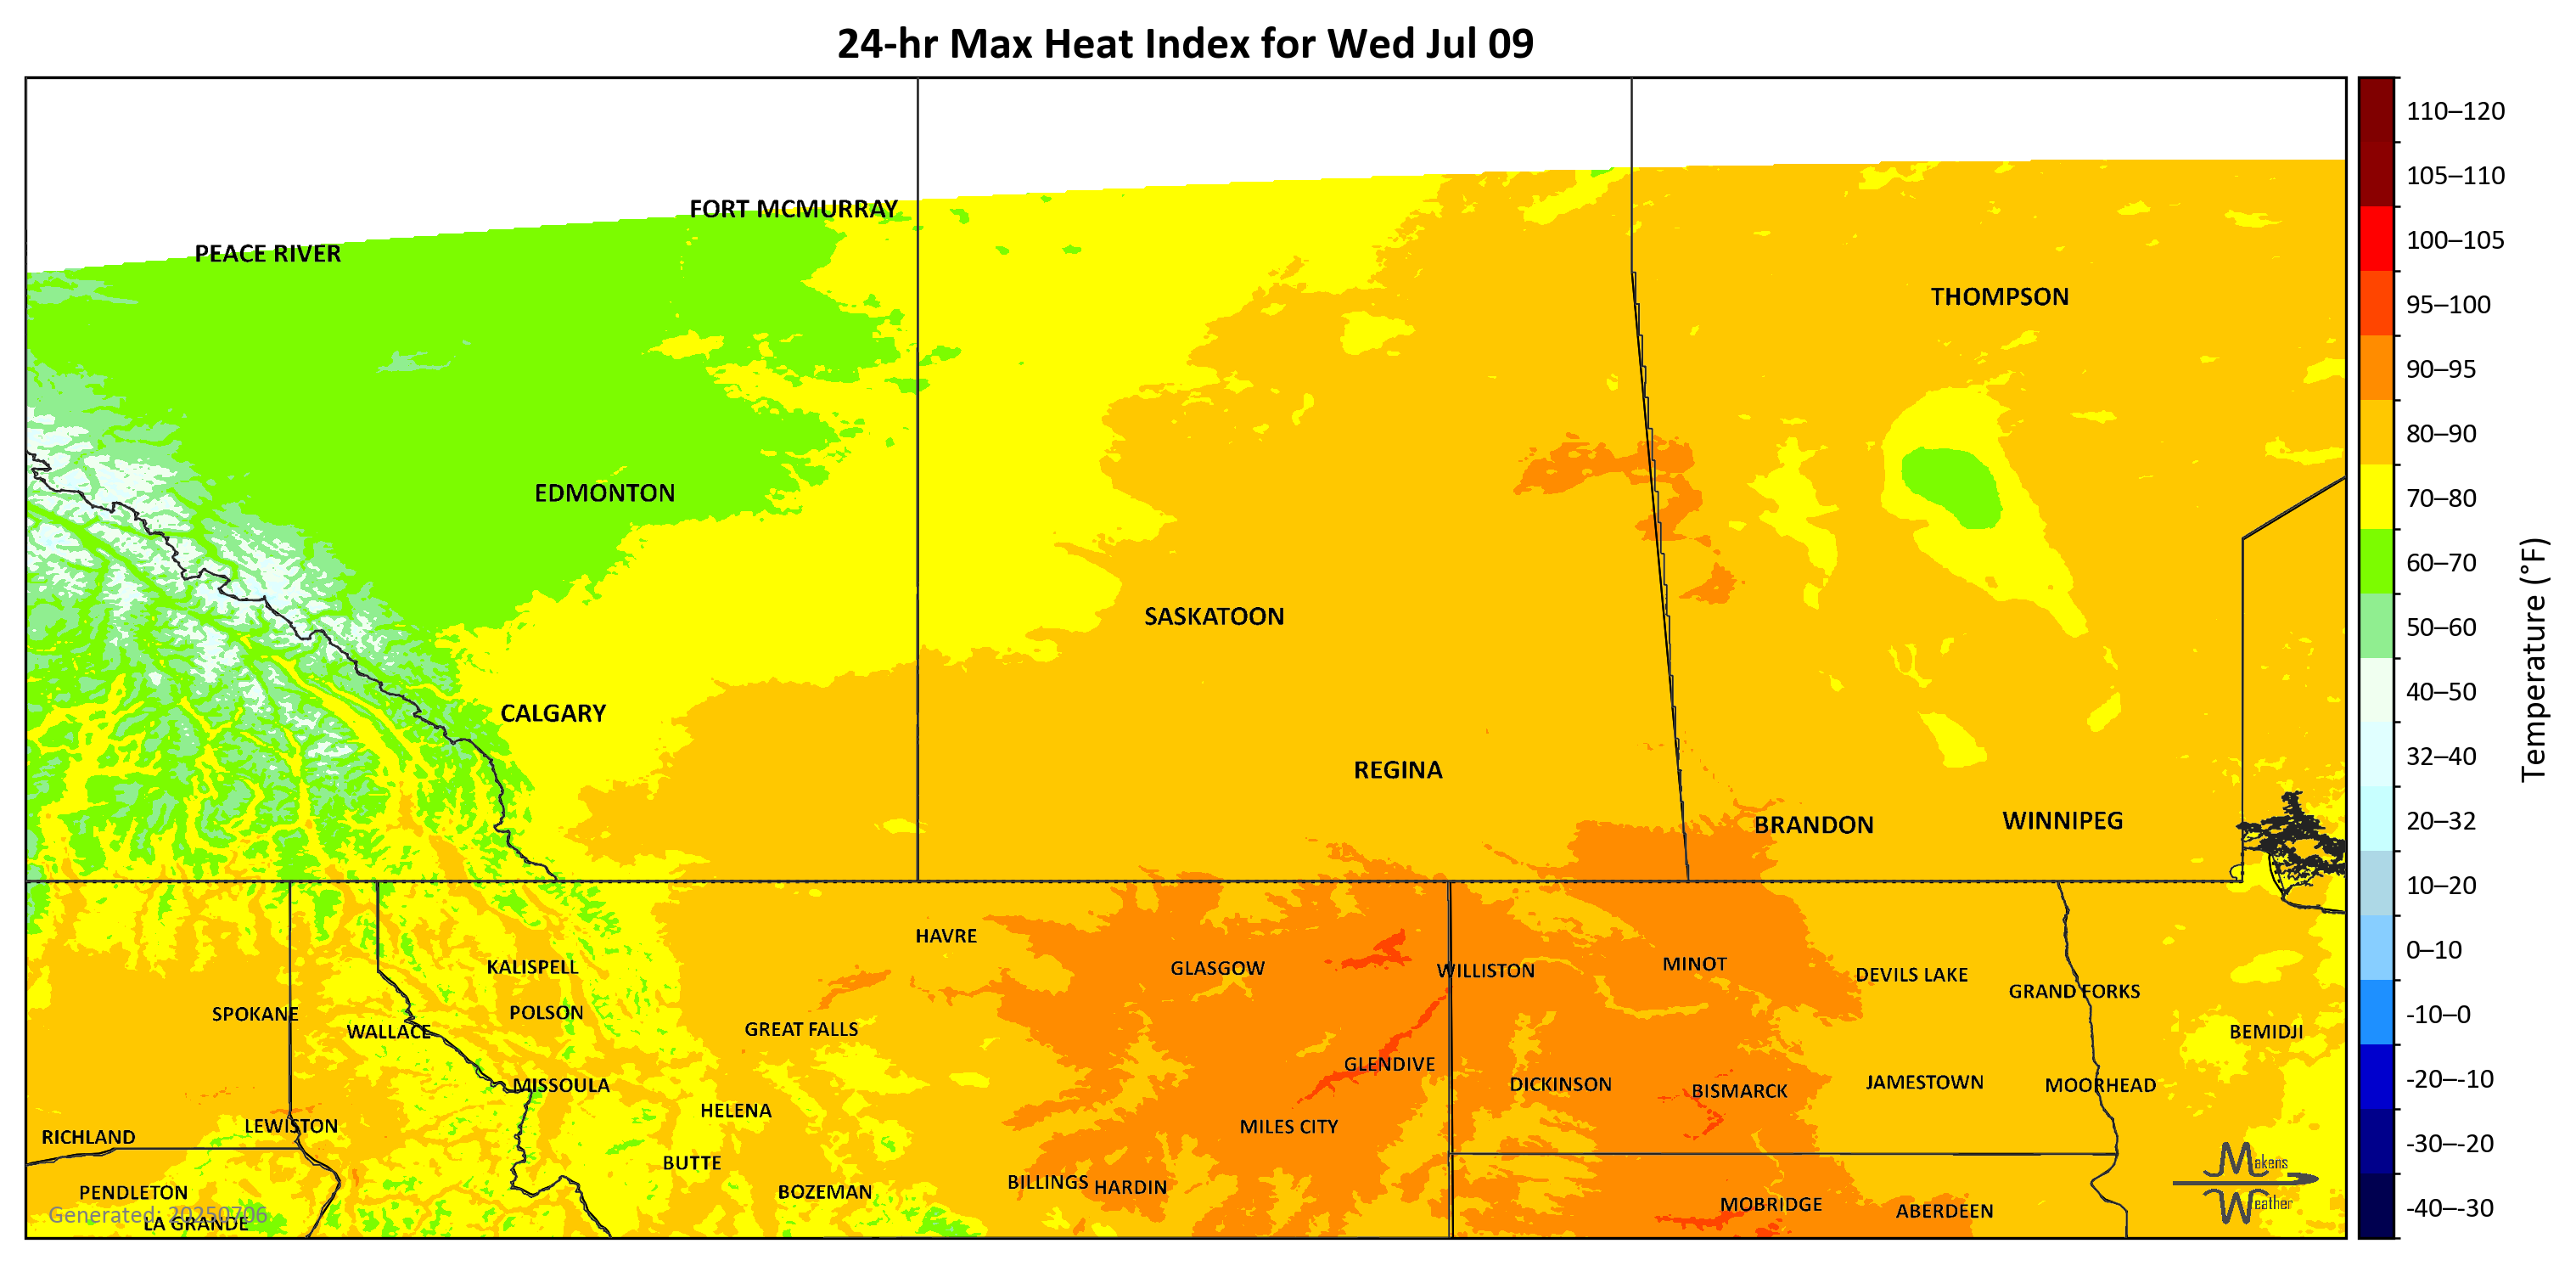 24-hr Max Heat Index for Wed Jul 09
FORT MCMURRAY
PEACE RIVER
THOMPSON
EDMONTON
SASKATOON
CALGARY
REGINA
BRANDON
WINNIPEG
HAVRE
KALISPELL
GLASGOW
WILLISTON
MINOT
DEVILS LAKE
GRAND FORKS
SPOKANE
POLSON
WALLACE
GREAT FALLS
BEMIDJI
GLENDIVE
MISSOULA
DICKINSON
BISMARCK
JAMESTOWN
MOORHEAD
HELENA
LEWISTON
MILES CITY
RICHLAND
BUTTE
BILLINGS
HARDIN
PENDLETON
BOZEMAN
MOBRIDGE
ABERDEEN
LA GRANDE
Generated: 20250706
Makens
Weather
110–120
105–110
100–105
95–100
90–95
80–90
70–80
60–70
50–60
40–50
32–40
20–32
10–20
0–10
-10–0
-20–-10
-30–-20
-40–-30
Temperature (°F)